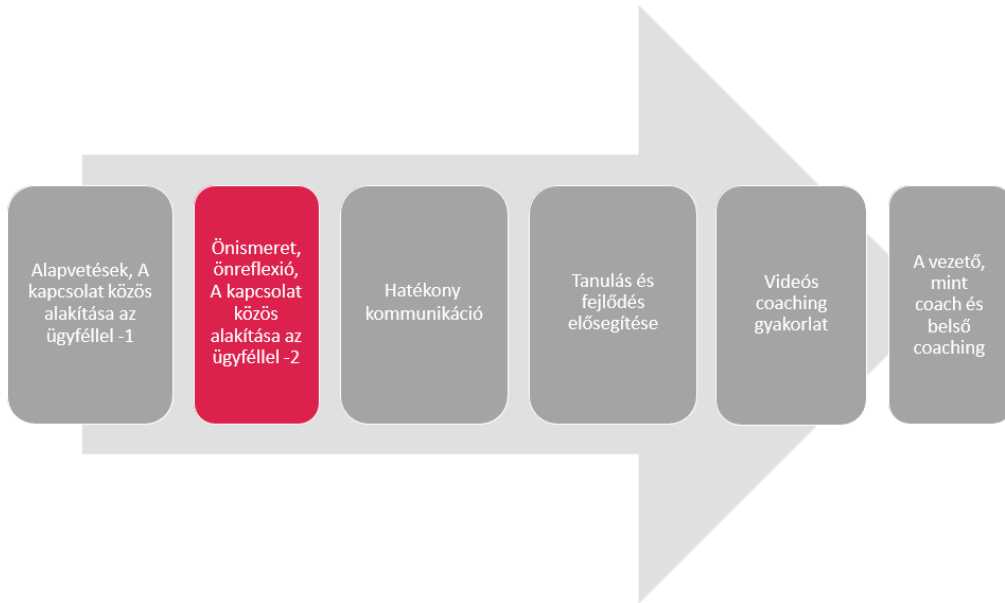 Alapvetések, A
kapcsolat közös
alakítása az
ügyféllel -1
Önismeret,
önreflexió,
A kapcsolat
közös
alakítása az
ügyféllel -2
Hatékony
kommunikáció
Tanulás és
fejlődés
elősegítése
Videós
coaching
gyakorlat
A vezető,
mint
coach és
belső
coaching